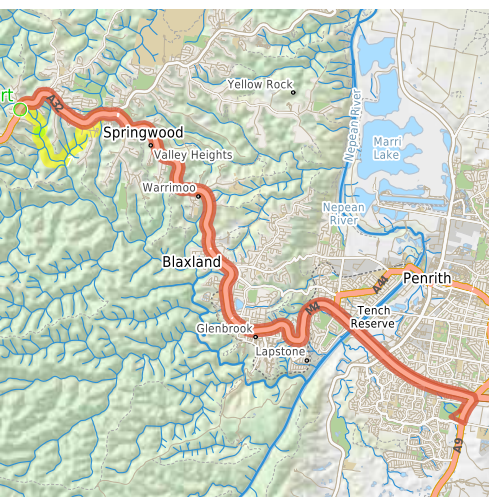 Yellow Rock
rt
A32
Nepean River
Springwood
Marri
Lake
Valley Heights
Warrimoo
Nepean
River
Blaxland
Penrith
A44
M4
Tench
Reserve
Glenbrook
Lapstone
A9